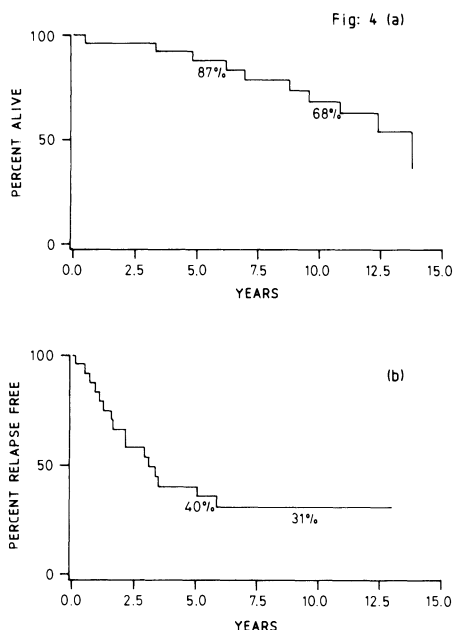 Fig: 4 (a)
PERCENT ALIVE
100
50
0
87%
68%
0.0 2.5 5.0 7.5 10.0 12.5 15.0
YEARS
(b)
PERCENT RELAPSE FREE
100
50
0
40%
31%
0.0 2.5 5.0 7.5 10.0 12.5 15.0
YEARS